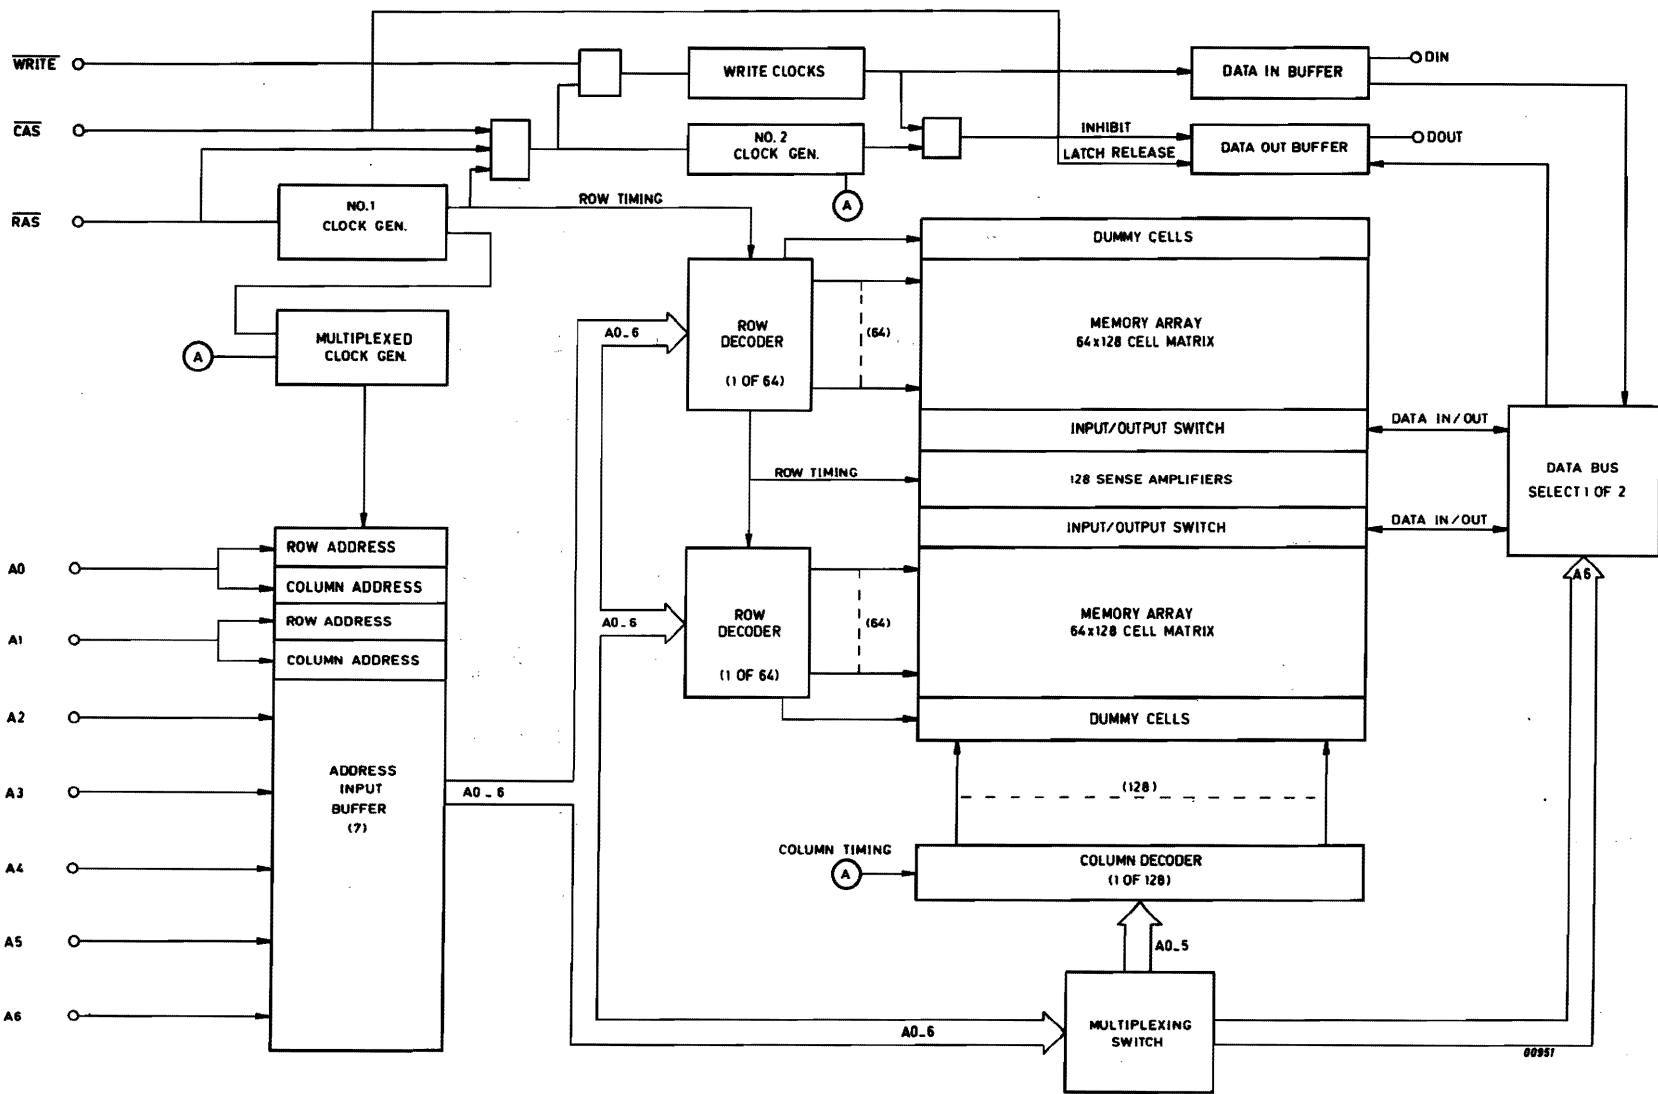 WRITE
WRITE CLOCKS
DATA IN BUFFER
DIN
CAS
NO. 2
CLOCK GEN.
INHIBIT
LATCH RELEASE
DATA OUT BUFFER
DOUT
RAS
NO.1
CLOCK GEN.
ROW TIMING
A
DUMMY CELLS
MULTIPLEXED
CLOCK GEN.
A
A0_6
ROW
DECODER
(1 OF 64)
(64)
MEMORY ARRAY
64x128 CELL MATRIX
INPUT/OUTPUT SWITCH
DATA IN/OUT
ROW TIMING
128 SENSE AMPLIFIERS
DATA BUS
SELECT 1 OF 2
INPUT/OUTPUT SWITCH
DATA IN/OUT
A0
ROW ADDRESS
COLUMN ADDRESS
A1
ROW ADDRESS
COLUMN ADDRESS
A0_6
ROW
DECODER
(1 OF 64)
(64)
MEMORY ARRAY
64x128 CELL MATRIX
A6
A2
DUMMY CELLS
A3
ADDRESS
INPUT
BUFFER
(7)
A0_6
(128)
A4
COLUMN TIMING
A
COLUMN DECODER
(1 OF 128)
A5
A0_5
A6
A0_6
MULTIPLEXING
SWITCH
00951